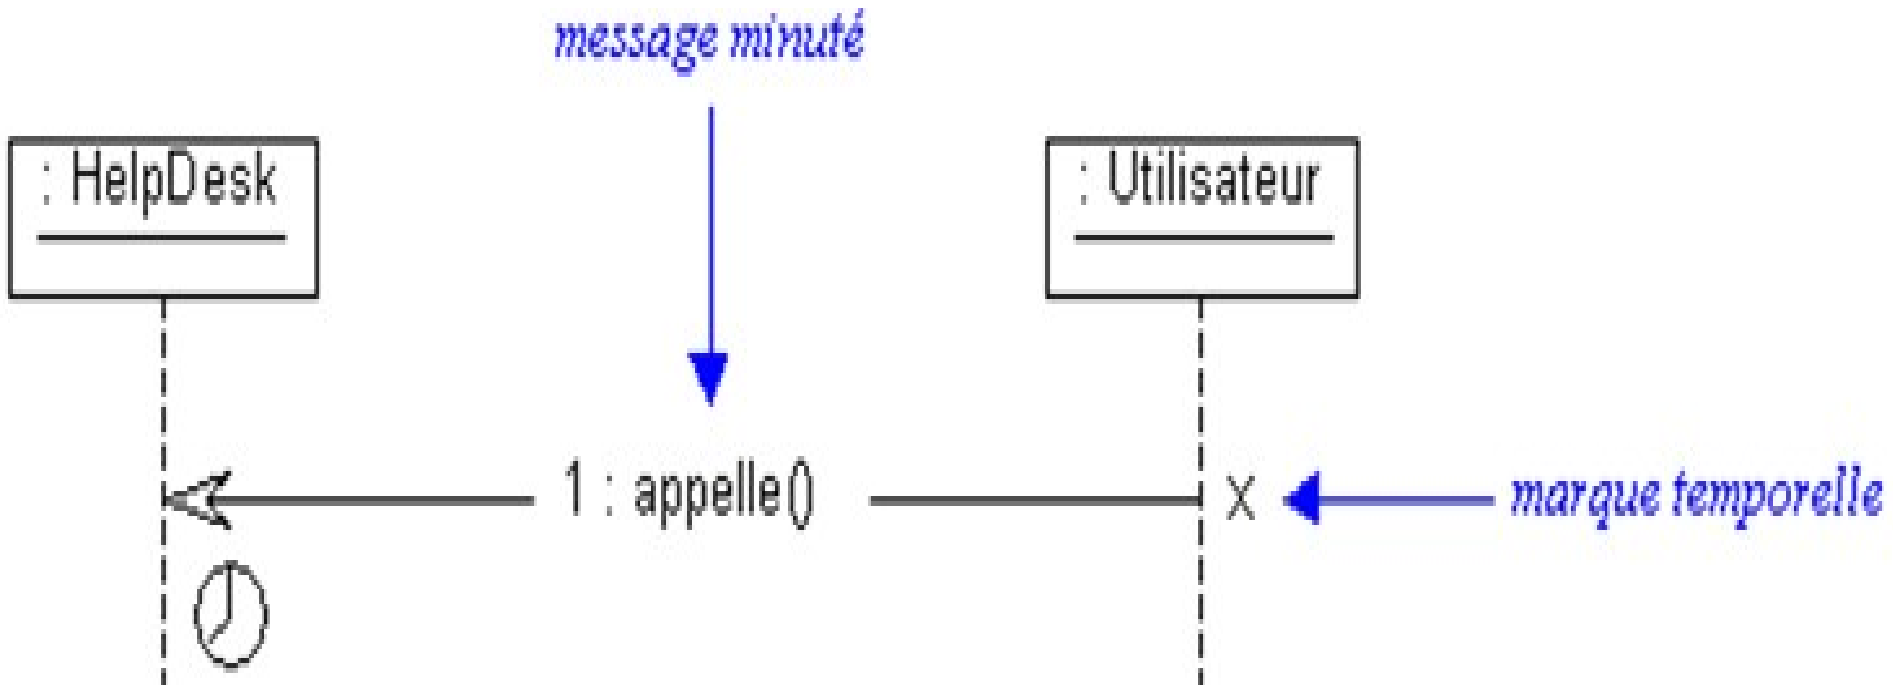 message minuté
: HelpDesk
: Utilisateur
1 : appelle()
X
marque temporelle